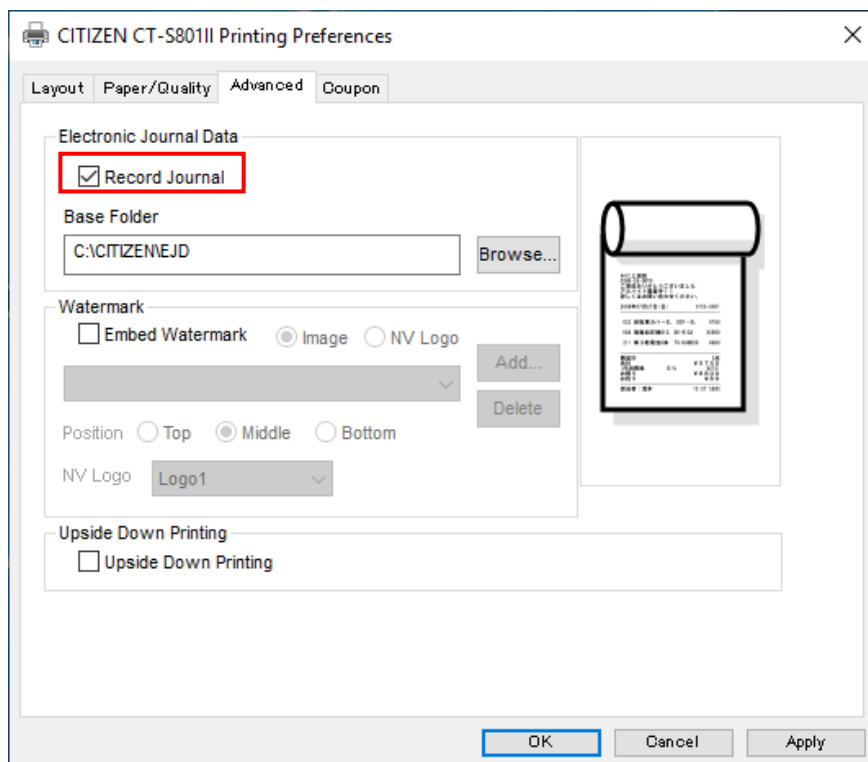 CITIZEN CT-S801II Printing Preferences
Layout Paper/Quality Advanced Coupon
Electronic Journal Data
Record Journal
Base Folder
C:\CITIZEN\EJD Browse...
Watermark
Embed Watermark Image NV Logo
Add...
Delete
Position Top Middle Bottom
NV Logo Logo1
Upside Down Printing
Upside Down Printing
OK Cancel Apply